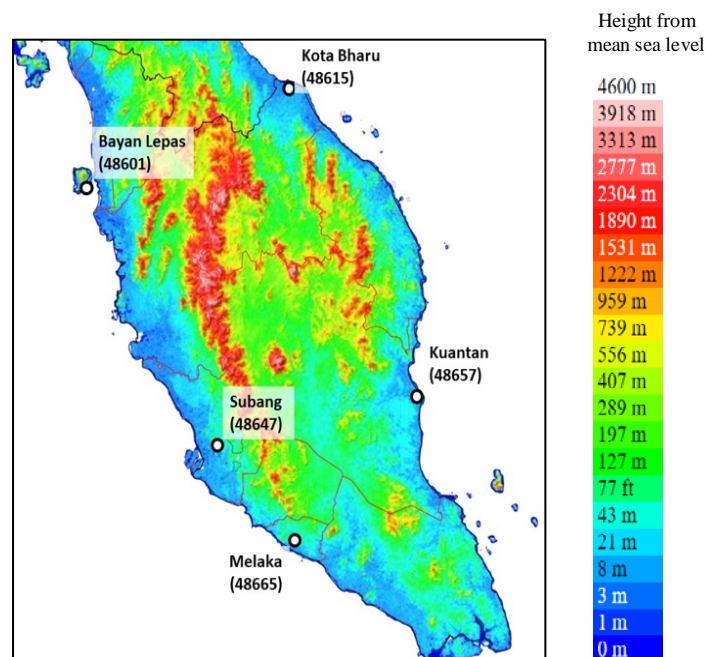 Height from
mean sea level
Kota Bharu
(48615)
Bayan Lepas
(48601)
Kuantan
(48657)
Subang
(48647)
Melaka
(48665)
4600 m
3918 m
3313 m
2777 m
2304 m
1890 m
1531 m
1222 m
959 m
739 m
556 m
407 m
289 m
197 m
127 m
77 ft
43 m
21 m
8 m
3 m
1 m
0 m